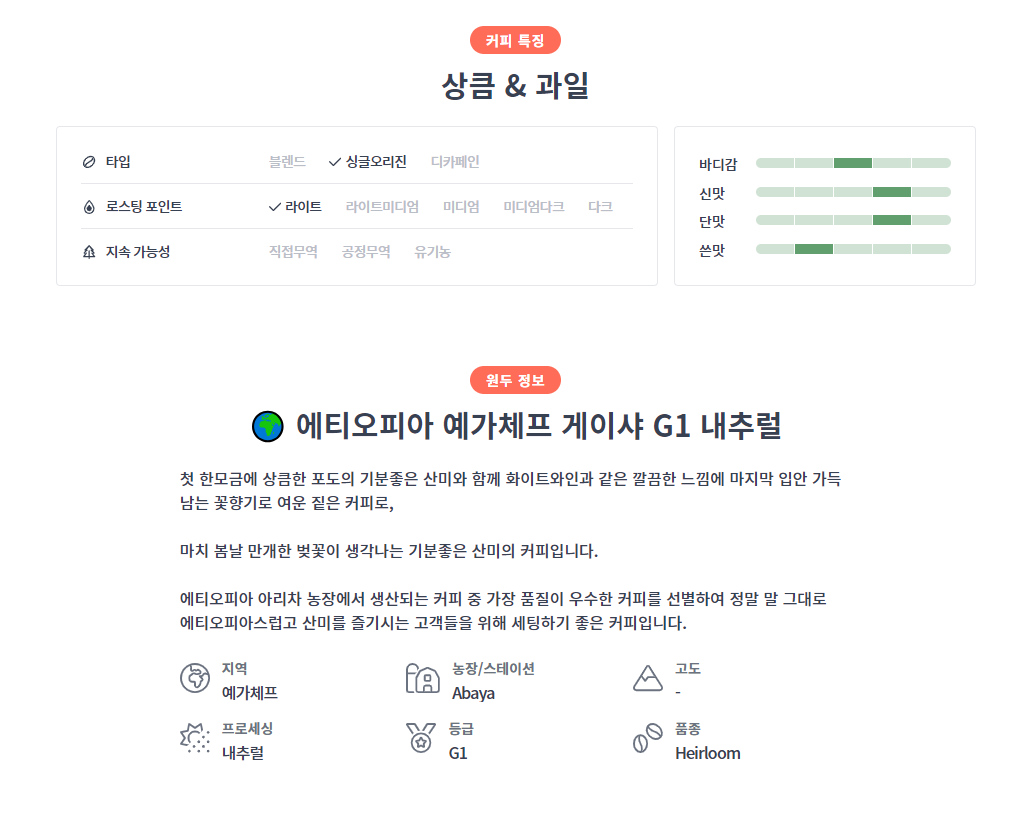 커피 특징
상큼 & 과일
타입 블렌드 싱글오리진 디카페인
로스팅 포인트 라이트 라이트미디엄 미디엄 미디엄다크 다크
지속 가능성 직접무역 공정무역 유기농
바디감
신맛
단맛
쓴맛
원두 정보
에티오피아 예가체프 게이샤 G1 내추럴
첫 한모금에 상큼한 포도의 기분좋은 산미와 함께 화이트와인과 같은 깔끔한 느낌에 마지막 입안 가득
남는 꽃향기로 여운 짙은 커피로,
마치 봄날 만개한 벚꽃이 생각나는 기분좋은 산미의 커피입니다.
에티오피아 아리차 농장에서 생산되는 커피 중 가장 품질이 우수한 커피를 선별하여 정말 말 그대로
에티오피아스럽고 산미를 즐기시는 고객들을 위해 세팅하기 좋은 커피입니다.
지역 농장/스테이션 고도
예가체프 Abaya -
프로세싱 등급 품종
내추럴 G1 Heirloom